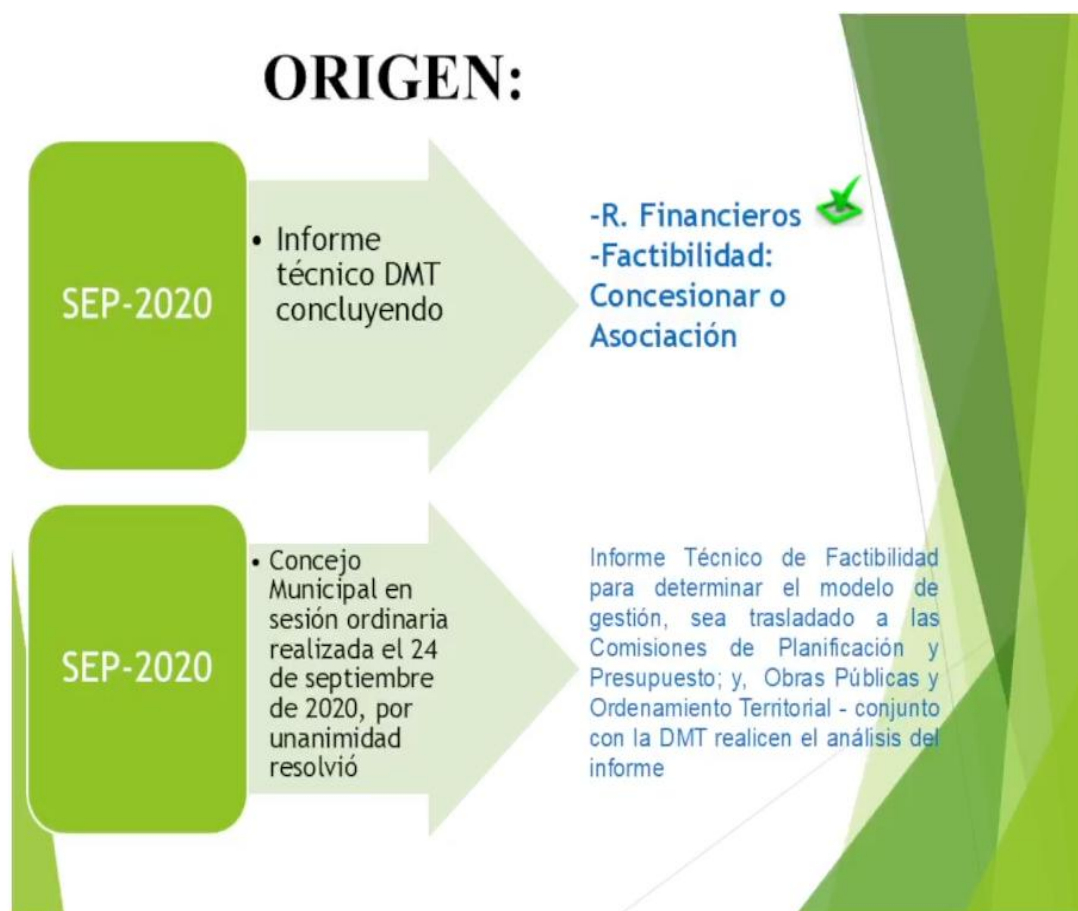 ORIGEN:
SEP-2020
• Informe
técnico DMT
concluyendo
-R. Financieros
-Factibilidad:
Concesionar o
Asociación
SEP-2020
• Concejo
Municipal en
sesión ordinaria
realizada el 24
de septiembre
de 2020, por
unanimidad
resolvió
Informe Técnico de Factibilidad
para determinar el modelo de
gestión, sea trasladado a las
Comisiones de Planificación y
Presupuesto; y, Obras Públicas y
Ordenamiento Territorial - conjunto
con la DMT realicen el análisis del
informe